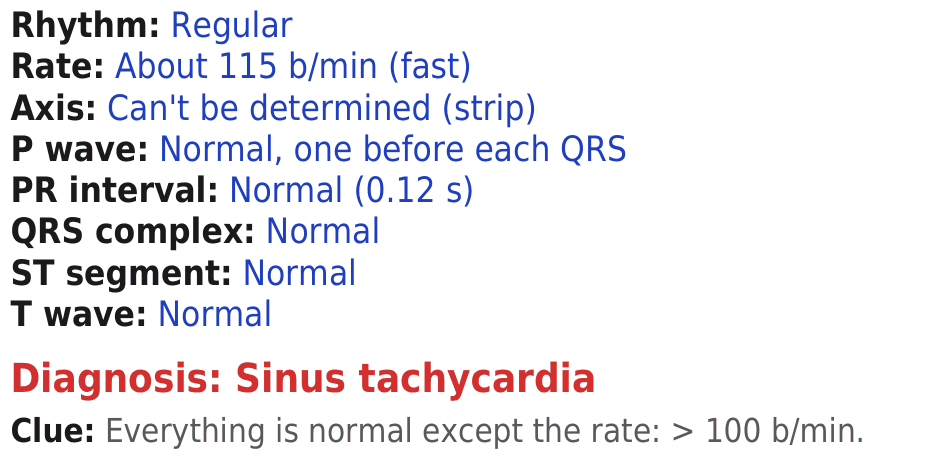 Rhythm: Regular
Rate: About 115 b/min (fast)
Axis: Can't be determined (strip)
P wave: Normal, one before each QRS
PR interval: Normal (0.12 s)
QRS complex: Normal
ST segment: Normal
T wave: Normal
Diagnosis: Sinus tachycardia
Clue: Everything is normal except the rate: > 100 b/min.